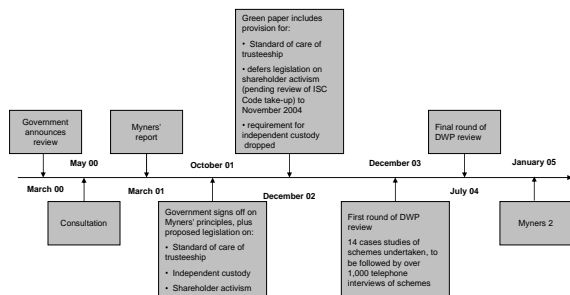 Green paper includes
provision for:
• Standard of care of
trusteeship
• defers legislation on
shareholder activism
(pending review of ISC
Code take-up) to
November 2004
• requirement for
independent custody
dropped
Government
announces
review
Myners'
report
Final round of
DWP review
May 00
October 01
December 03
January 05
March 00
March 01
December 02
July 04
Consultation
Government signs off on
Myners' principles, plus
proposed legislation on:
• Standard of care of
trusteeship
• Independent custody
• Shareholder activism
First round of DWP
review
14 cases studies of
schemes undertaken, to
be followed by over
1,000 telephone
interviews of schemes
Myners 2